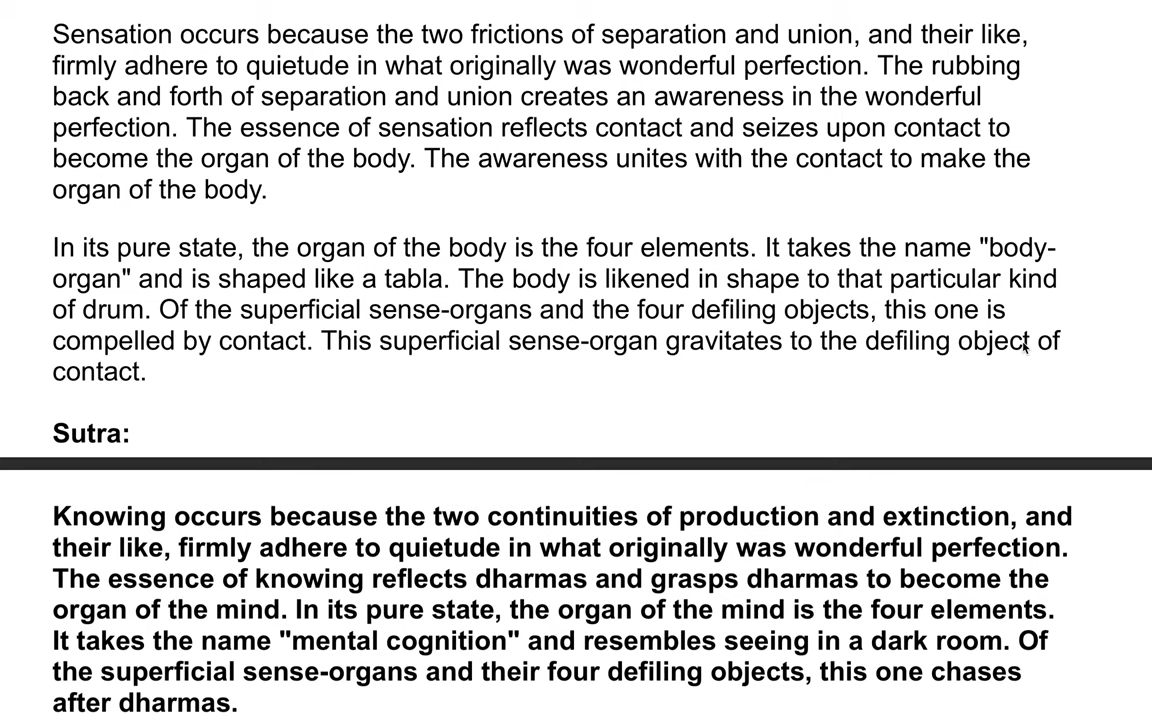 Sensation occurs because the two frictions of separation and union, and their like,
firmly adhere to quietude in what originally was wonderful perfection. The rubbing
back and forth of separation and union creates an awareness in the wonderful
perfection. The essence of sensation reflects contact and seizes upon contact to
become the organ of the body. The awareness unites with the contact to make the
organ of the body.
In its pure state, the organ of the body is the four elements. It takes the name "body-
organ" and is shaped like a tabla. The body is likened in shape to that particular kind
of drum. Of the superficial sense-organs and the four defiling objects, this one is
compelled by contact. This superficial sense-organ gravitates to the defiling object of
contact.
Sutra:
Knowing occurs because the two continuities of production and extinction, and
their like, firmly adhere to quietude in what originally was wonderful perfection.
The essence of knowing reflects dharmas and grasps dharmas to become the
organ of the mind. In its pure state, the organ of the mind is the four elements.
It takes the name "mental cognition" and resembles seeing in a dark room. Of
the superficial sense-organs and their four defiling objects, this one chases
after dharmas.